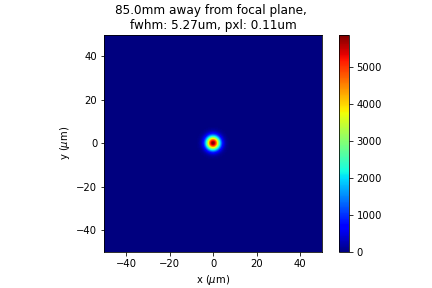 85.0mm away from focal plane,
fwhm: 5.27um, pxl: 0.11um
40
20
0
−20
−40
y (μm)
−40 −20 0 20 40
x (μm)
5000
4000
3000
2000
1000
0